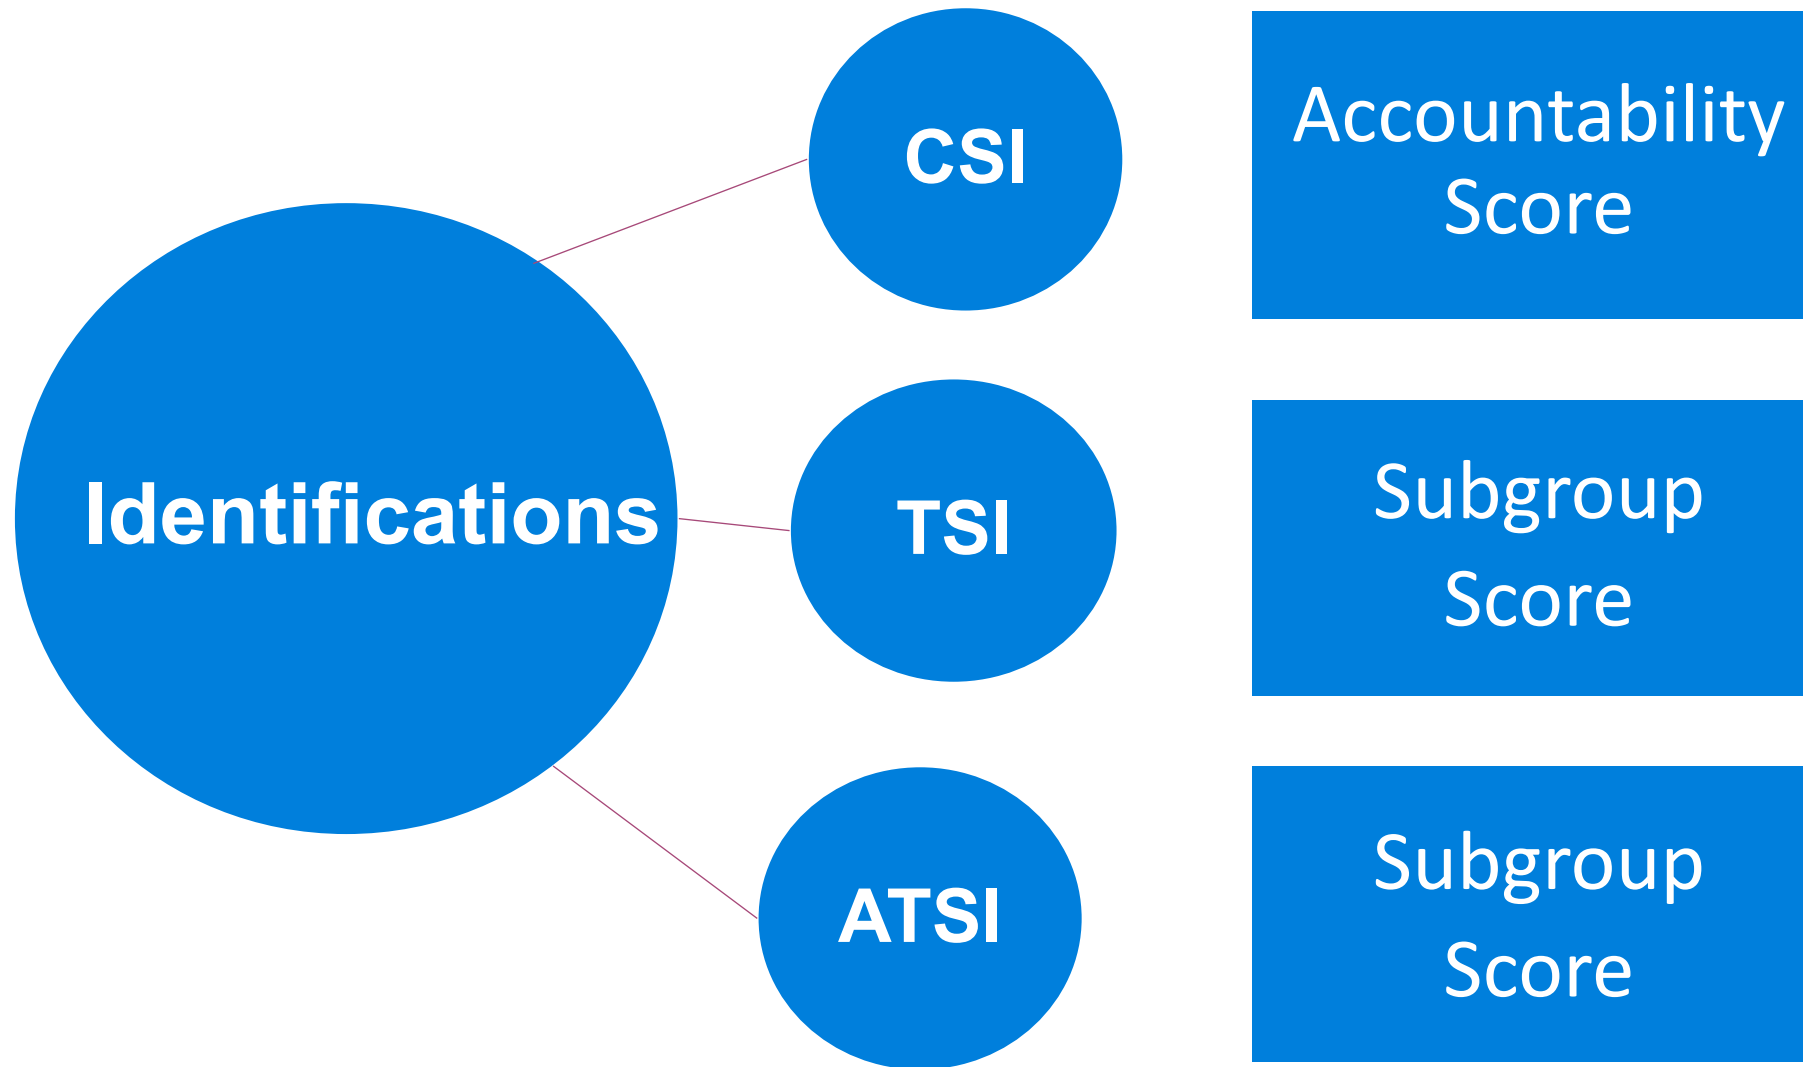 Identifications
CSI
Accountability
Score
TSI
Subgroup
Score
ATSI
Subgroup
Score